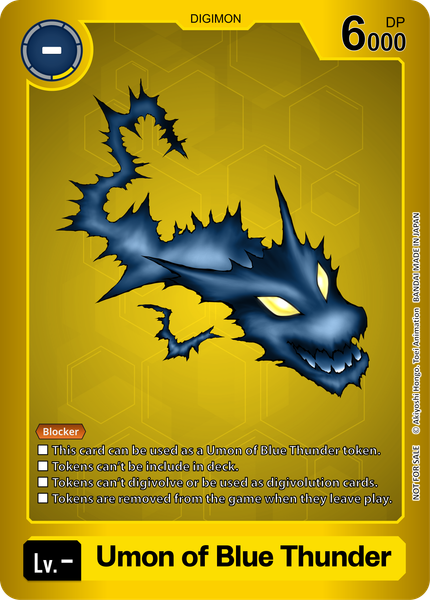 DIGIMON
DP
6000
-
Blocker
■ This card can be used as a Umon of Blue Thunder token.
■ Tokens can't be include in deck.
■ Tokens can't digivolve or be used as digivolution cards.
■ Tokens are removed from the game when they leave play.
NOT FOR SALE © Akiyoshi Hongo, Toei Animation BANDAI MADE IN JAPAN
Lv.-
Umon of Blue Thunder